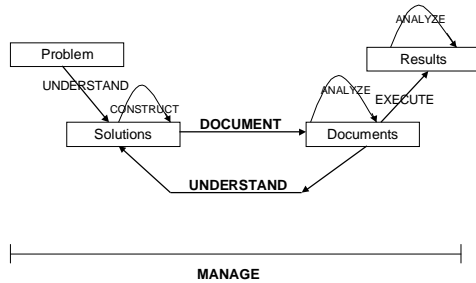 ANALYZE
Problem
Results
UNDERSTAND
ANALYZE
EXECUTE
CONSTRUCT
Solutions
DOCUMENT
Documents
UNDERSTAND
MANAGE